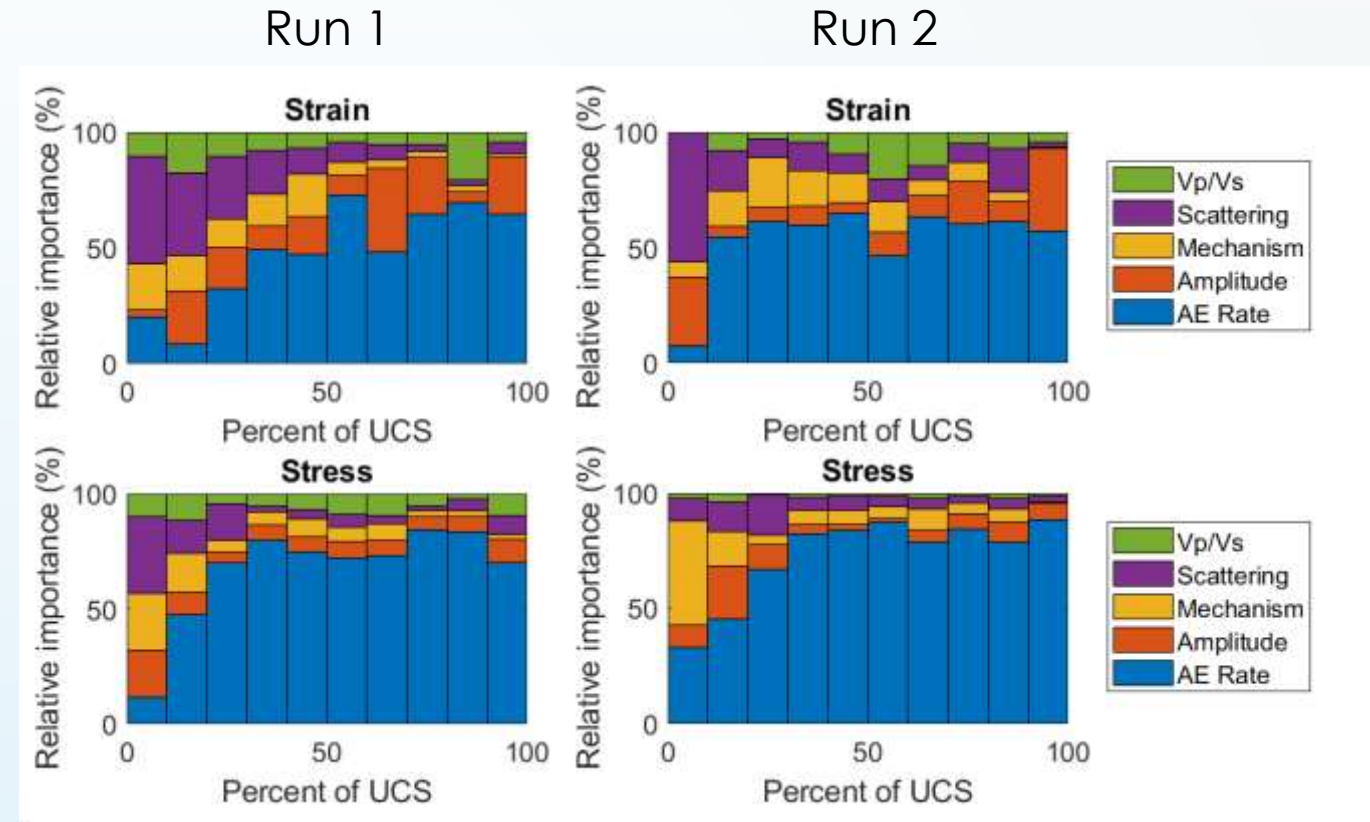 Run 1
Run 2
Strain
Relative importance (%)
100
50
0
0
50
100
Percent of UCS
Strain
Relative importance (%)
100
50
0
0
50
100
Percent of UCS
Vp/Vs
Scattering
Mechanism
Amplitude
AE Rate
Stress
Relative importance (%)
100
50
0
0
50
100
Percent of UCS
Stress
Relative importance (%)
100
50
0
0
50
100
Percent of UCS
Vp/Vs
Scattering
Mechanism
Amplitude
AE Rate